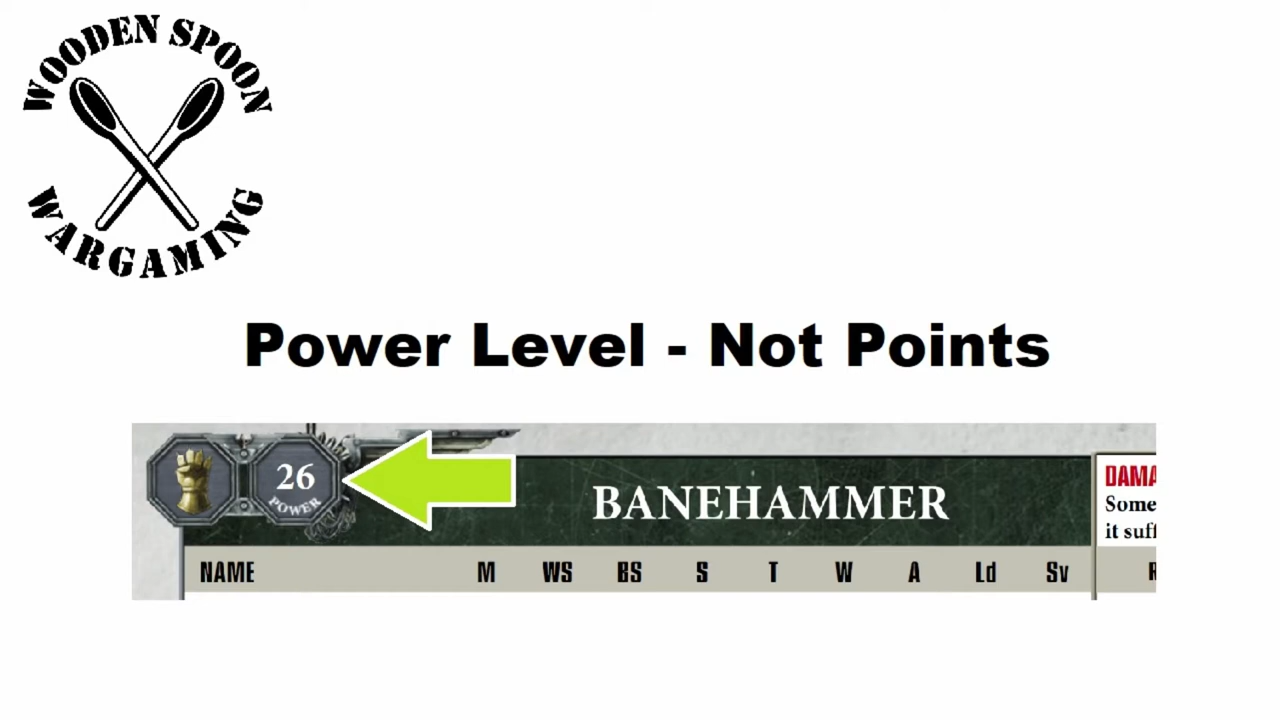 WOODEN SPOON
WARGAMING
Power Level - Not Points
26
POWER
BANEHAMMER
DAMA
Some
it suff
NAME M WS BS S T W A Ld Sv R